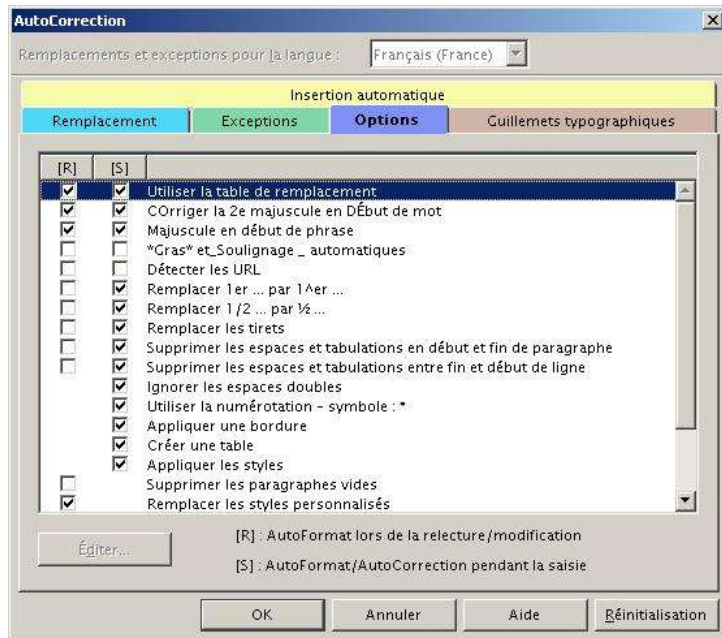 AutoCorrection
Remplacements et exceptions pour la langue : Français (France)
Insertion automatique
Remplacement Exceptions Options Guillemets typographiques
[R] [S]
Utiliser la table de remplacement
COrriger la 2e majuscule en DÉbut de mot
Majuscule en début de phrase
*Gras* et_Soulignage _ automatiques
Détecter les URL
Remplacer 1er ... par 1^er ...
Remplacer 1/2 ... par ½ ...
Remplacer les tirets
Supprimer les espaces et tabulations en début et fin de paragraphe
Supprimer les espaces et tabulations entre fin et début de ligne
Ignorer les espaces doubles
Utiliser la numérotation - symbole : •
Appliquer une bordure
Créer une table
Appliquer les styles
Supprimer les paragraphes vides
Remplacer les styles personnalisés
Éditer...
[R] : AutoFormat lors de la relecture/modification
[S] : AutoFormat/AutoCorrection pendant la saisie
OK Annuler Aide Réinitialisation